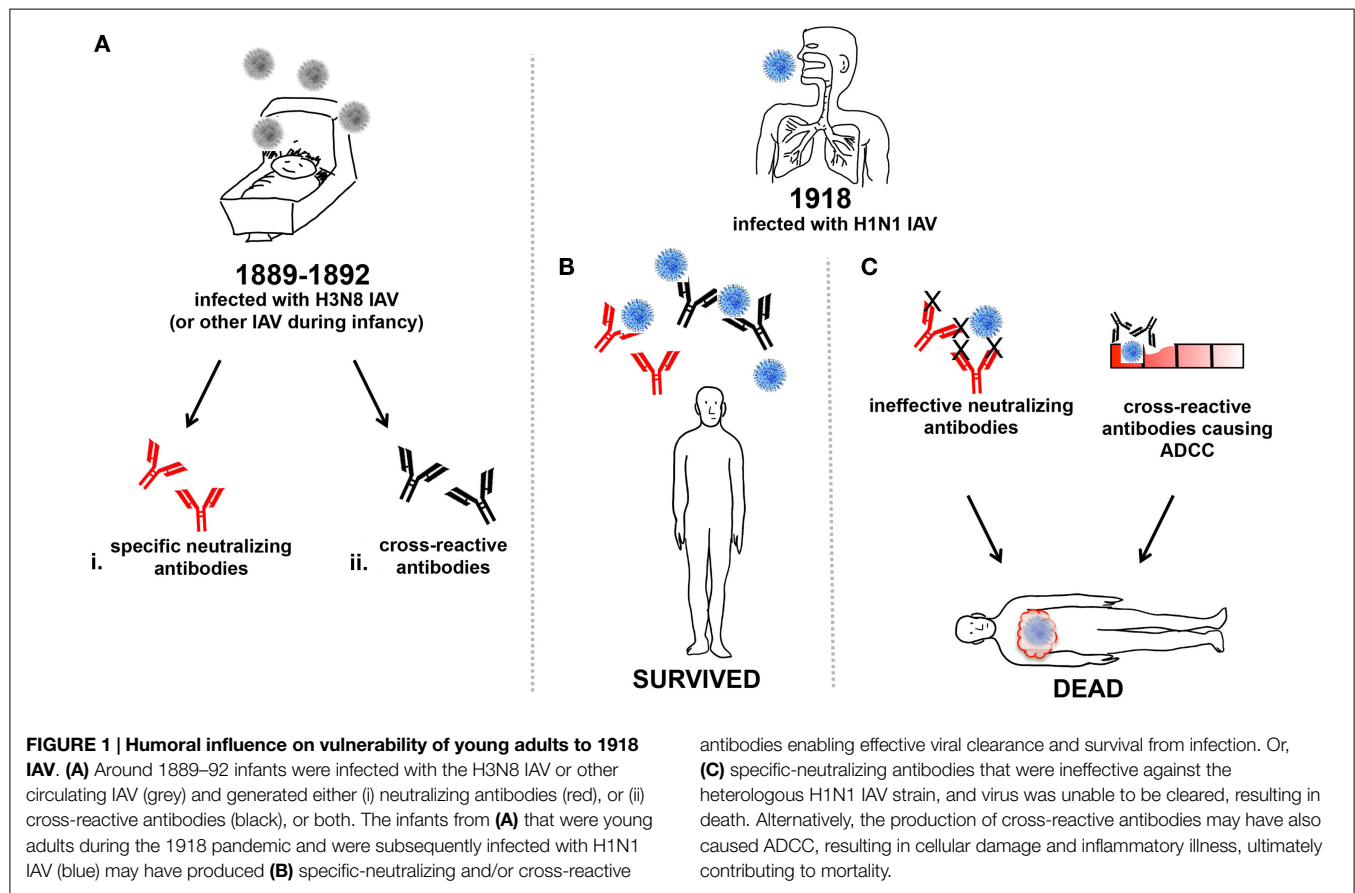 A
1889-1892
infected with H3N8 IAV
(or other IAV during infancy)
i. specific neutralizing
antibodies
ii. cross-reactive
antibodies
1918
infected with H1N1 IAV
B
SURVIVED
C
X
X
X
X
ineffective neutralizing
antibodies
cross-reactive
antibodies causing
ADCC
DEAD
FIGURE 1 | Humoral influence on vulnerability of young adults to 1918
IAV. (A) Around 1889–92 infants were infected with the H3N8 IAV or other
circulating IAV (grey) and generated either (i) neutralizing antibodies (red), or (ii)
cross-reactive antibodies (black), or both. The infants from (A) that were young
adults during the 1918 pandemic and were subsequently infected with H1N1
IAV (blue) may have produced (B) specific-neutralizing and/or cross-reactive
antibodies enabling effective viral clearance and survival from infection. Or,
(C) specific-neutralizing antibodies that were ineffective against the
heterologous H1N1 IAV strain, and virus was unable to be cleared, resulting in
death. Alternatively, the production of cross-reactive antibodies may have also
caused ADCC, resulting in cellular damage and inflammatory illness, ultimately
contributing to mortality.